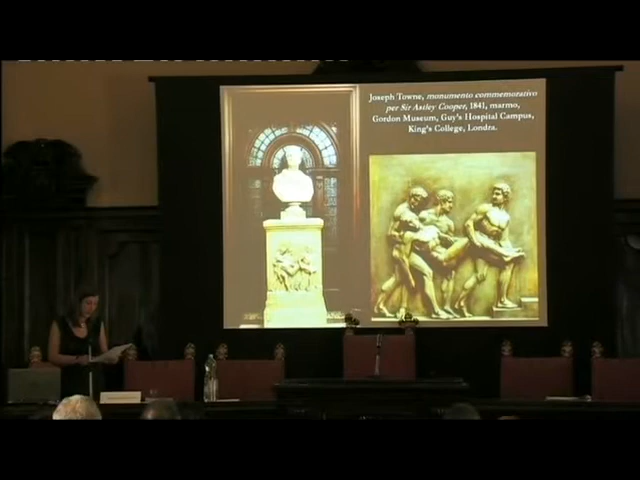 Joseph Towne, monumento commemorativo
per Sir Astley Cooper, 1841, marmo,
Gordon Museum, Guy's Hospital Campus,
King's College, Londra.